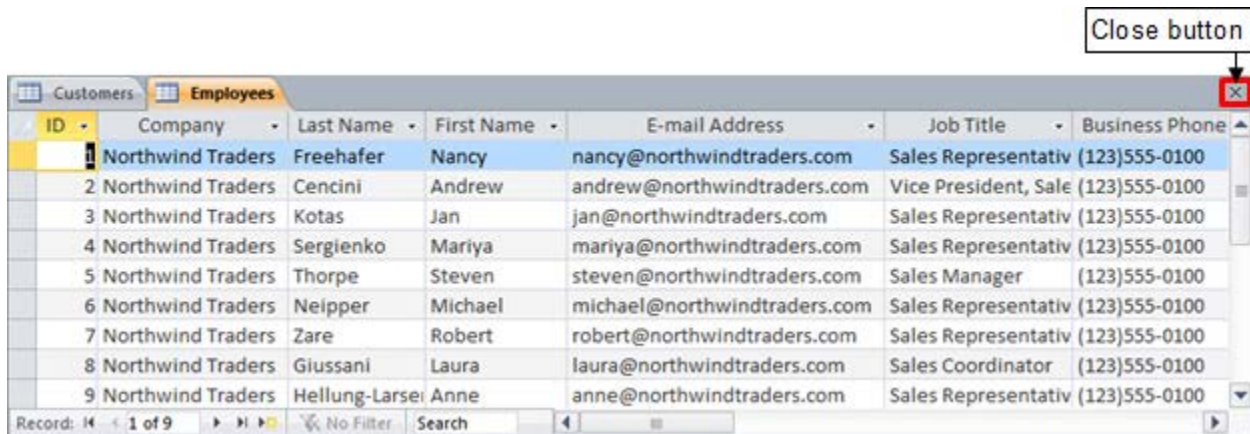 Close button
Customers Employees
ID Company Last Name First Name E-mail Address Job Title Business Phone
1 Northwind Traders Freehafer Nancy nancy@northwindtraders.com Sales Representativ (123)555-0100
2 Northwind Traders Cencini Andrew andrew@northwindtraders.com Vice President, Sale (123)555-0100
3 Northwind Traders Kotas Jan jan@northwindtraders.com Sales Representativ (123)555-0100
4 Northwind Traders Sergienko Mariya mariya@northwindtraders.com Sales Representativ (123)555-0100
5 Northwind Traders Thorpe Steven steven@northwindtraders.com Sales Manager (123)555-0100
6 Northwind Traders Neipper Michael michael@northwindtraders.com Sales Representativ (123)555-0100
7 Northwind Traders Zare Robert robert@northwindtraders.com Sales Representativ (123)555-0100
8 Northwind Traders Giussani Laura laura@northwindtraders.com Sales Coordinator (123)555-0100
9 Northwind Traders Hellung-Larsei Anne anne@northwindtraders.com Sales Representativ (123)555-0100
Record: 1 of 9 No Filter Search